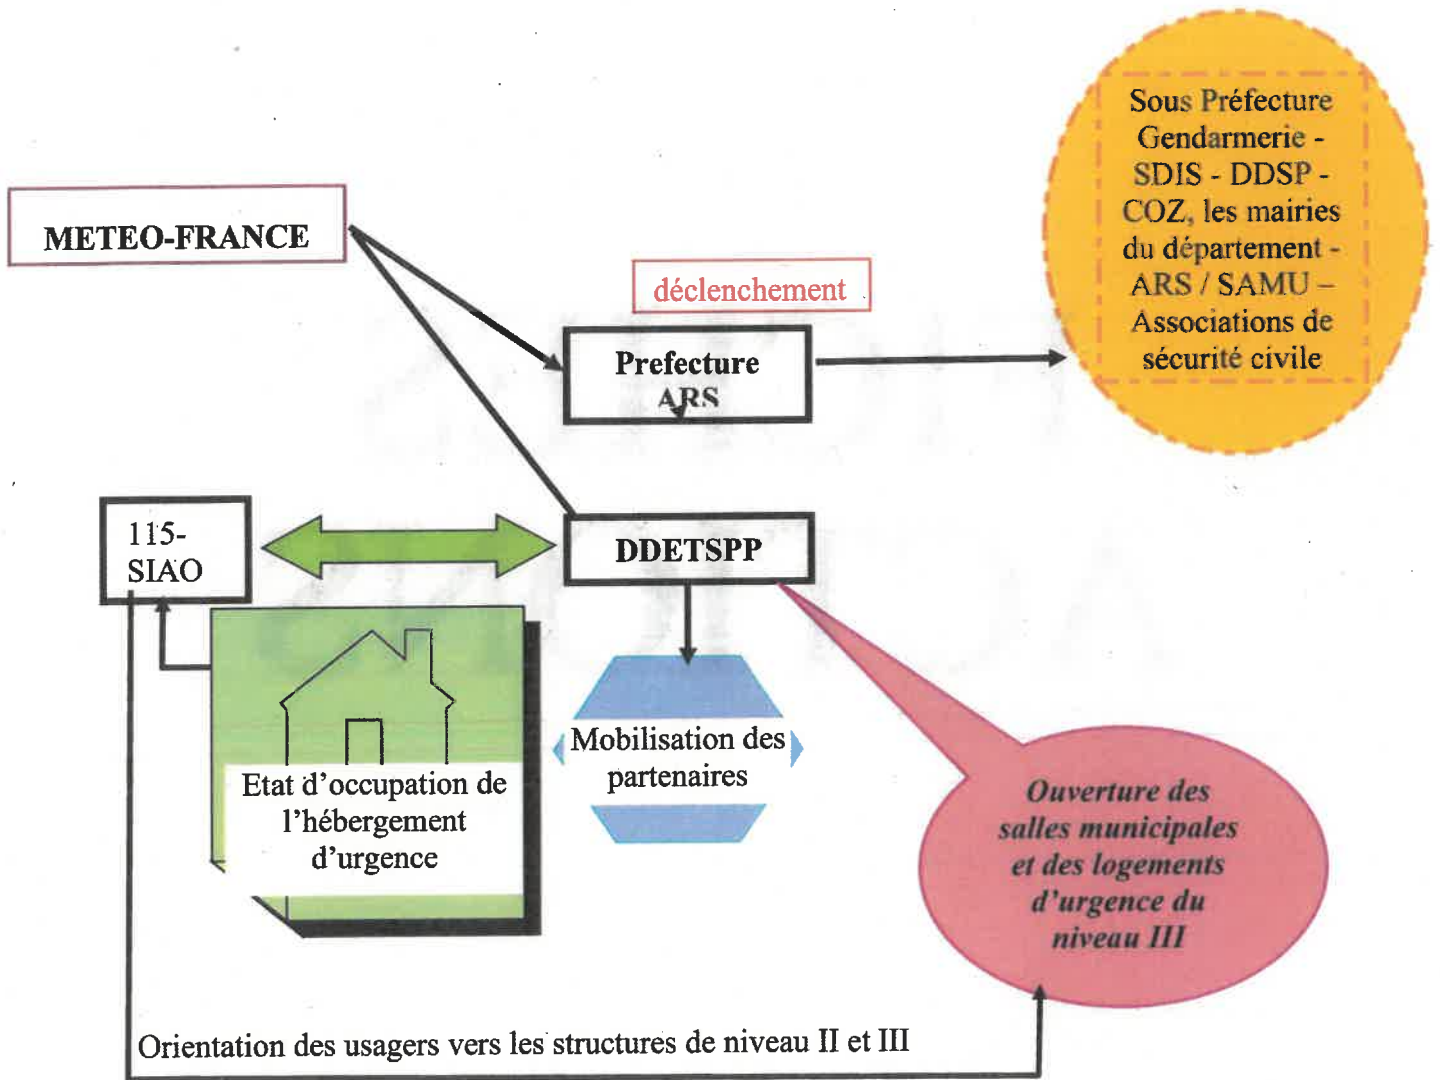 Sous Préfecture
Gendarmerie -
SDIS - DDSP -
COZ, les mairies
du département -
ARS / SAMU –
Associations de
sécurité civile
METEO-FRANCE
déclenchement
Prefecture
ARS
115-
SIAO
DDETSPP
Etat d'occupation de
l'hébergement
d'urgence
Mobilisation des
partenaires
Ouverture des
salles municipales
et des logements
d'urgence du
niveau III
Orientation des usagers vers les structures de niveau II et III